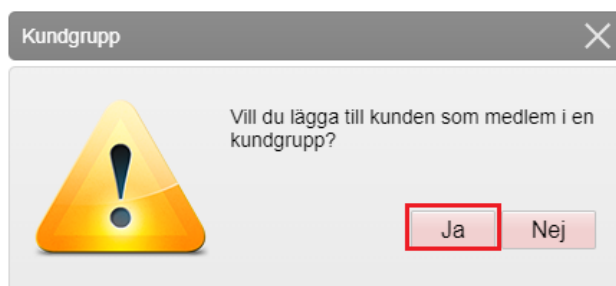 Kundgrupp
Vill du lägga till kunden som medlem i en
kundgrupp?
Ja
Nej